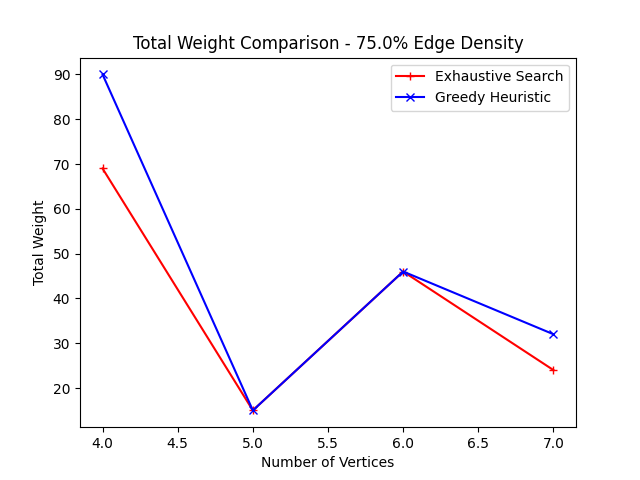 Total Weight Comparison - 75.0% Edge Density
Exhaustive Search
Greedy Heuristic
Total Weight
90
80
70
60
50
40
30
20
4.0 4.5 5.0 5.5 6.0 6.5 7.0
Number of Vertices